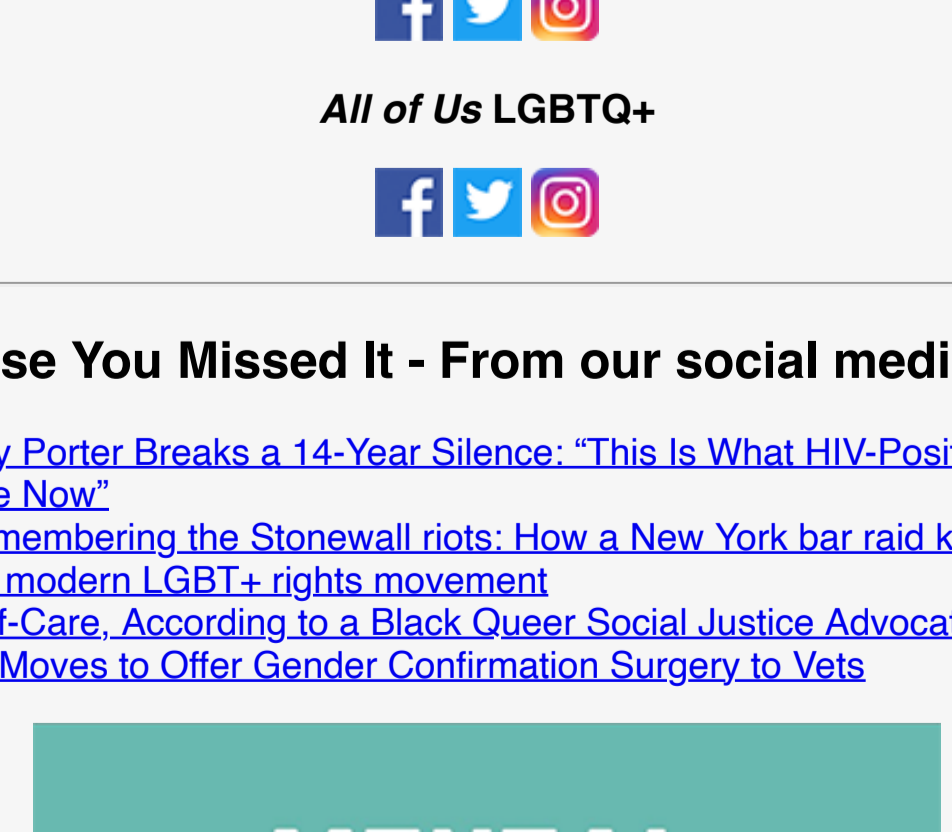 All of Us LGBTQ+
se You Missed It - From our social medi
y Porter Breaks a 14-Year Silence: “This Is What HIV-Posi
e Now”
membering the Stonewall riots: How a New York bar raid k
modern LGBT+ rights movement
f-Care, According to a Black Queer Social Justice Advoca
Moves to Offer Gender Confirmation Surgery to Vets